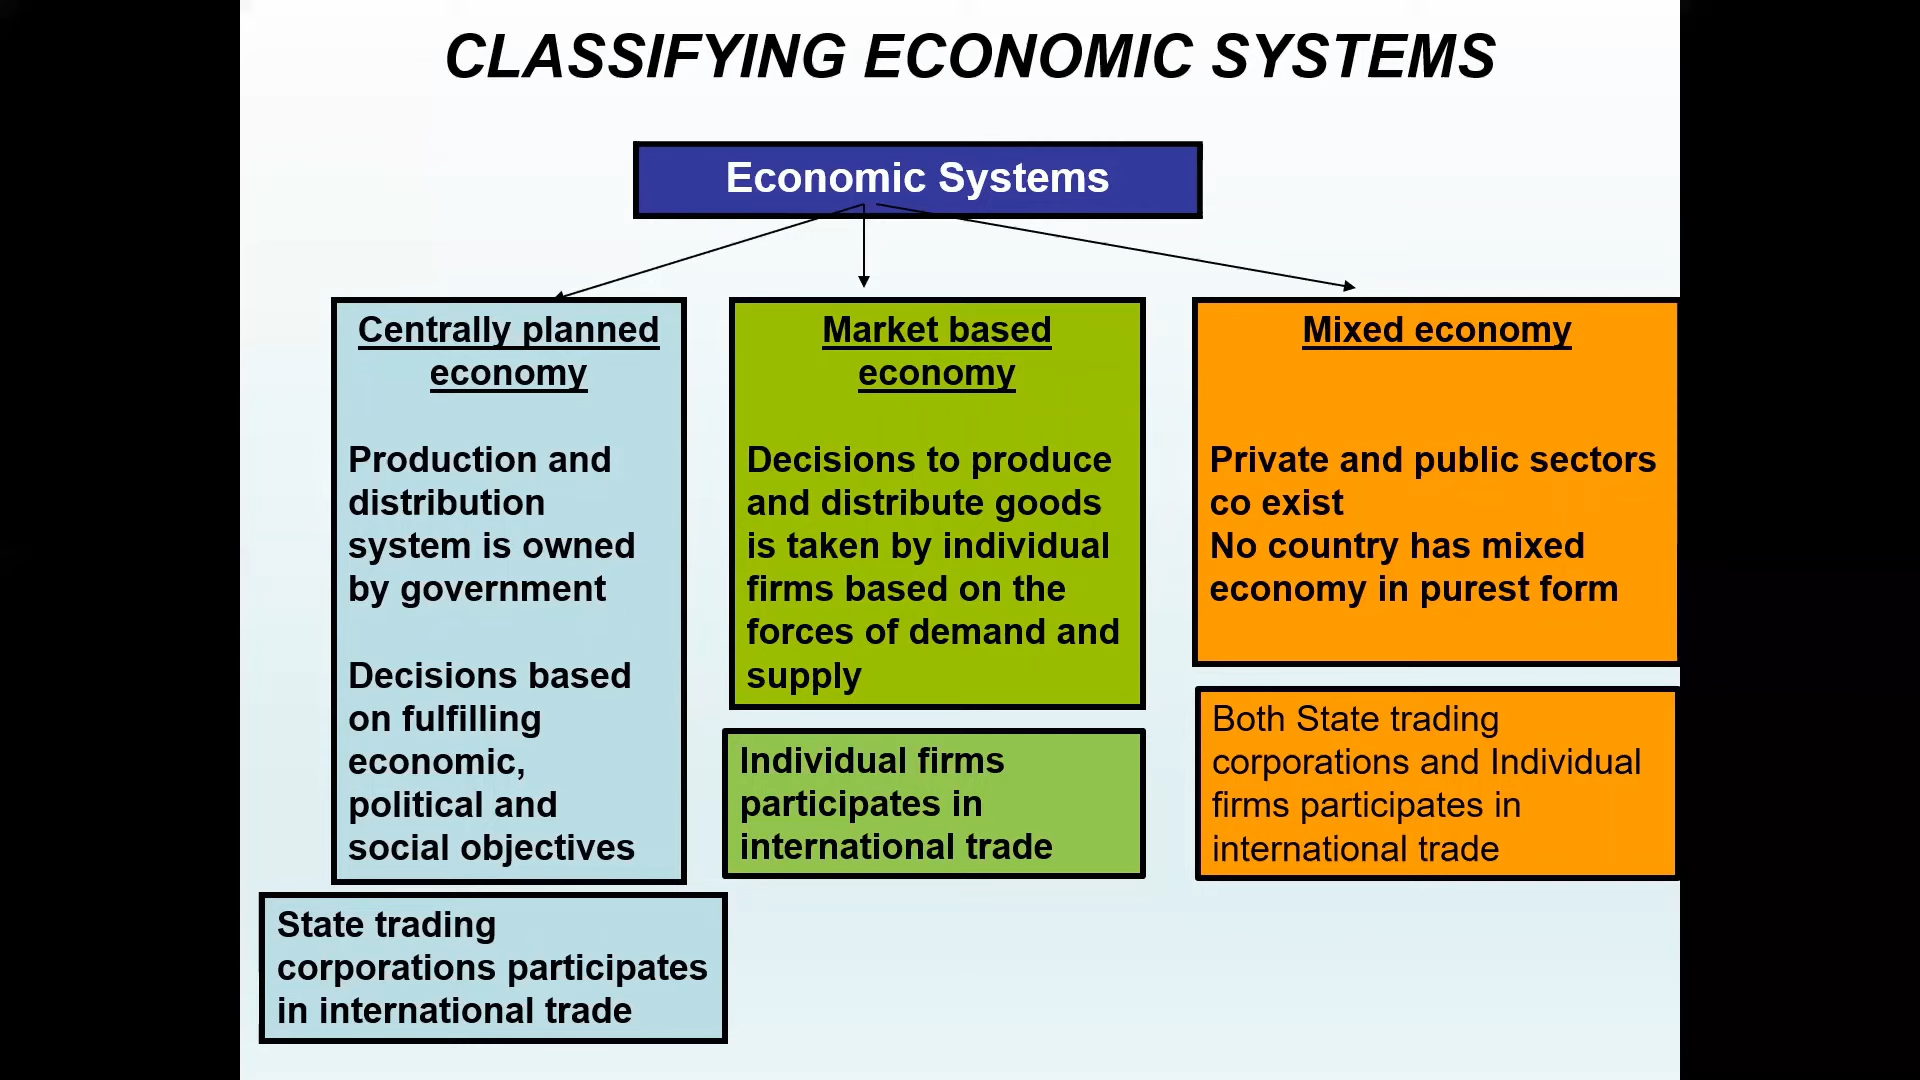 CLASSIFYING ECONOMIC SYSTEMS
Economic Systems
Centrally planned
economy
Production and
distribution
system is owned
by government
Decisions based
on fulfilling
economic,
political and
social objectives
State trading
corporations participates
in international trade
Market based
economy
Decisions to produce
and distribute goods
is taken by individual
firms based on the
forces of demand and
supply
Individual firms
participates in
international trade
Mixed economy
Private and public sectors
co exist
No country has mixed
economy in purest form
Both State trading
corporations and Individual
firms participates in
international trade